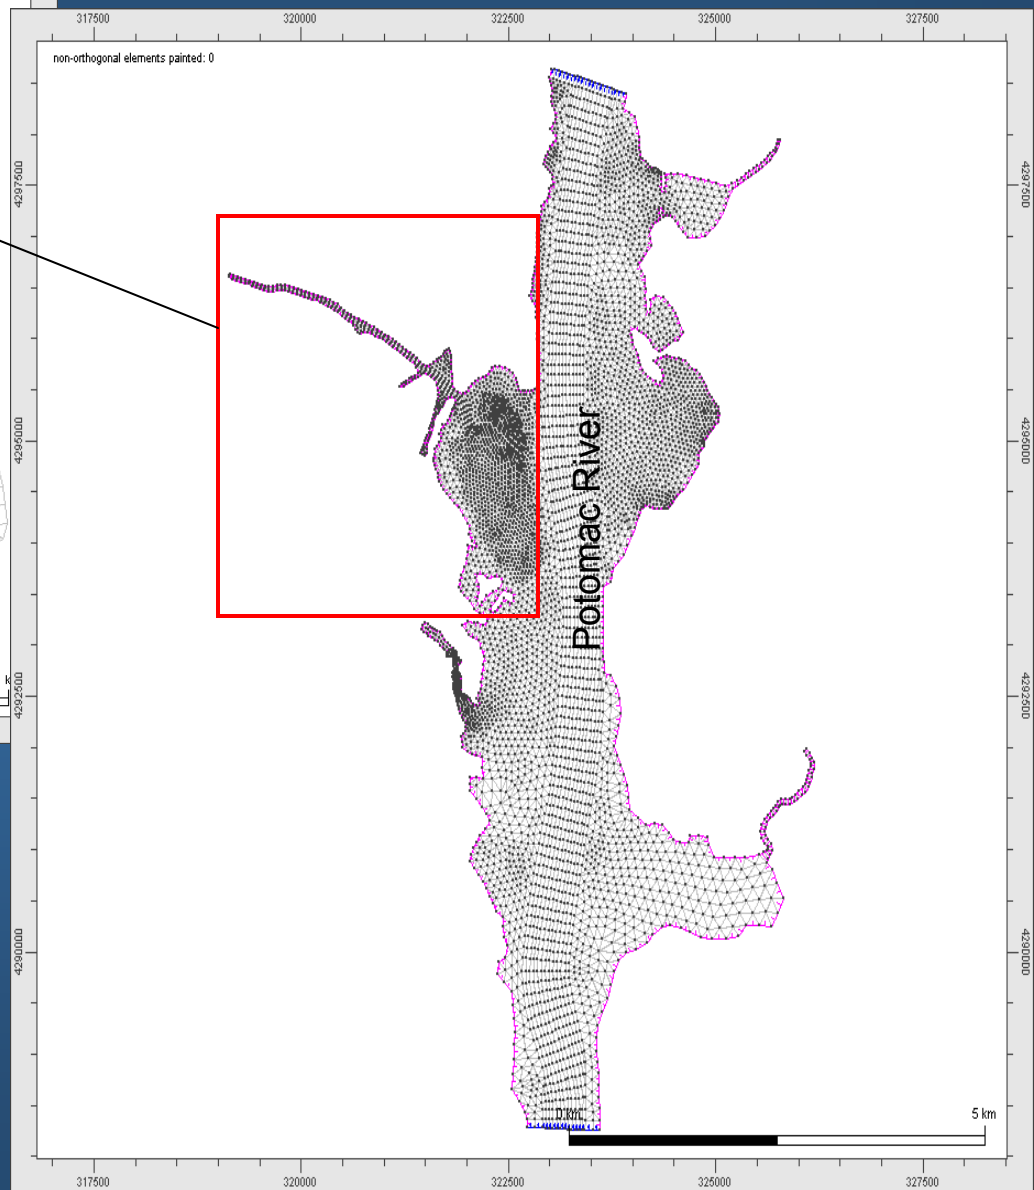 317500 320000 322500 325000 327500
non-orthogonal elements painted: 0
4297500 4297500
4295000 4295000
Potomac River
k
4292500 4292500
4290000 4290000
0 km 5 km
317500 320000 322500 325000 327500